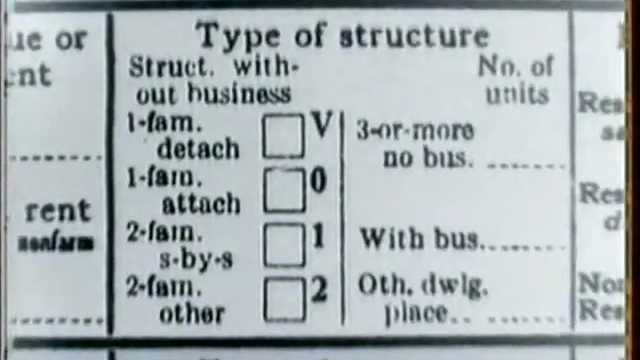 ue or
ent
rent
nonfarm
Type of structure
Struct. with-
out business
1-fam.
detach V
1-fam.
attach 0
2-fam.
s-by-s 1
2-fam.
other 2
No. of
units
3-or-more
no bus. .......
With bus........
Oth. dwlg.
place.. .......
Res
Res
d
Non
Res